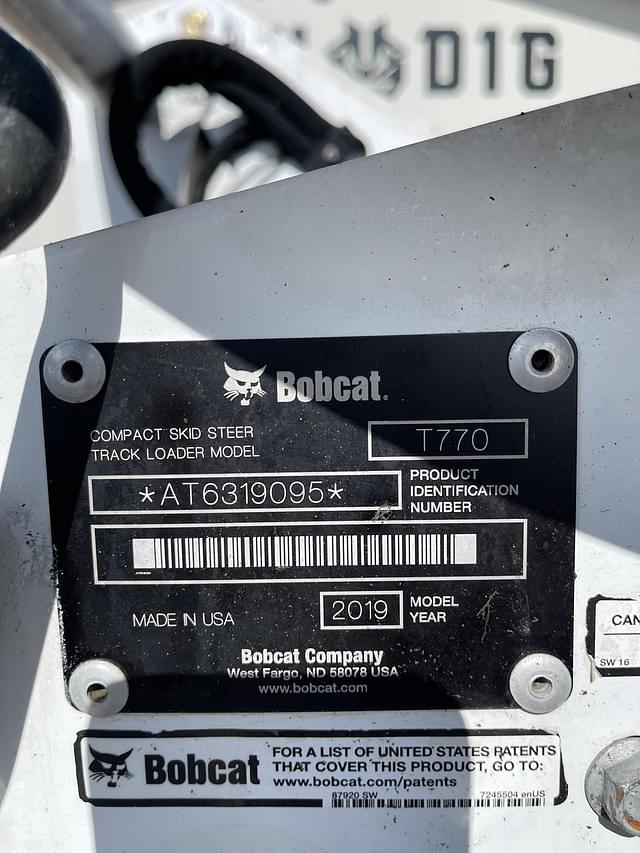 DIG
Bobcat.
COMPACT SKID STEER
TRACK LOADER MODEL
T770
*AT6319095*
PRODUCT
IDENTIFICATION
NUMBER
MADE IN USA
2019
MODEL
YEAR
Bobcat Company
West Fargo, ND 58078 USA
www.bobcat.com
CAN
SW 16
Bobcat
FOR A LIST OF UNITED STATES PATENTS
THAT COVER THIS PRODUCT, GO TO:
www.bobcat.com/patents
87920 SW
7245504 enUS